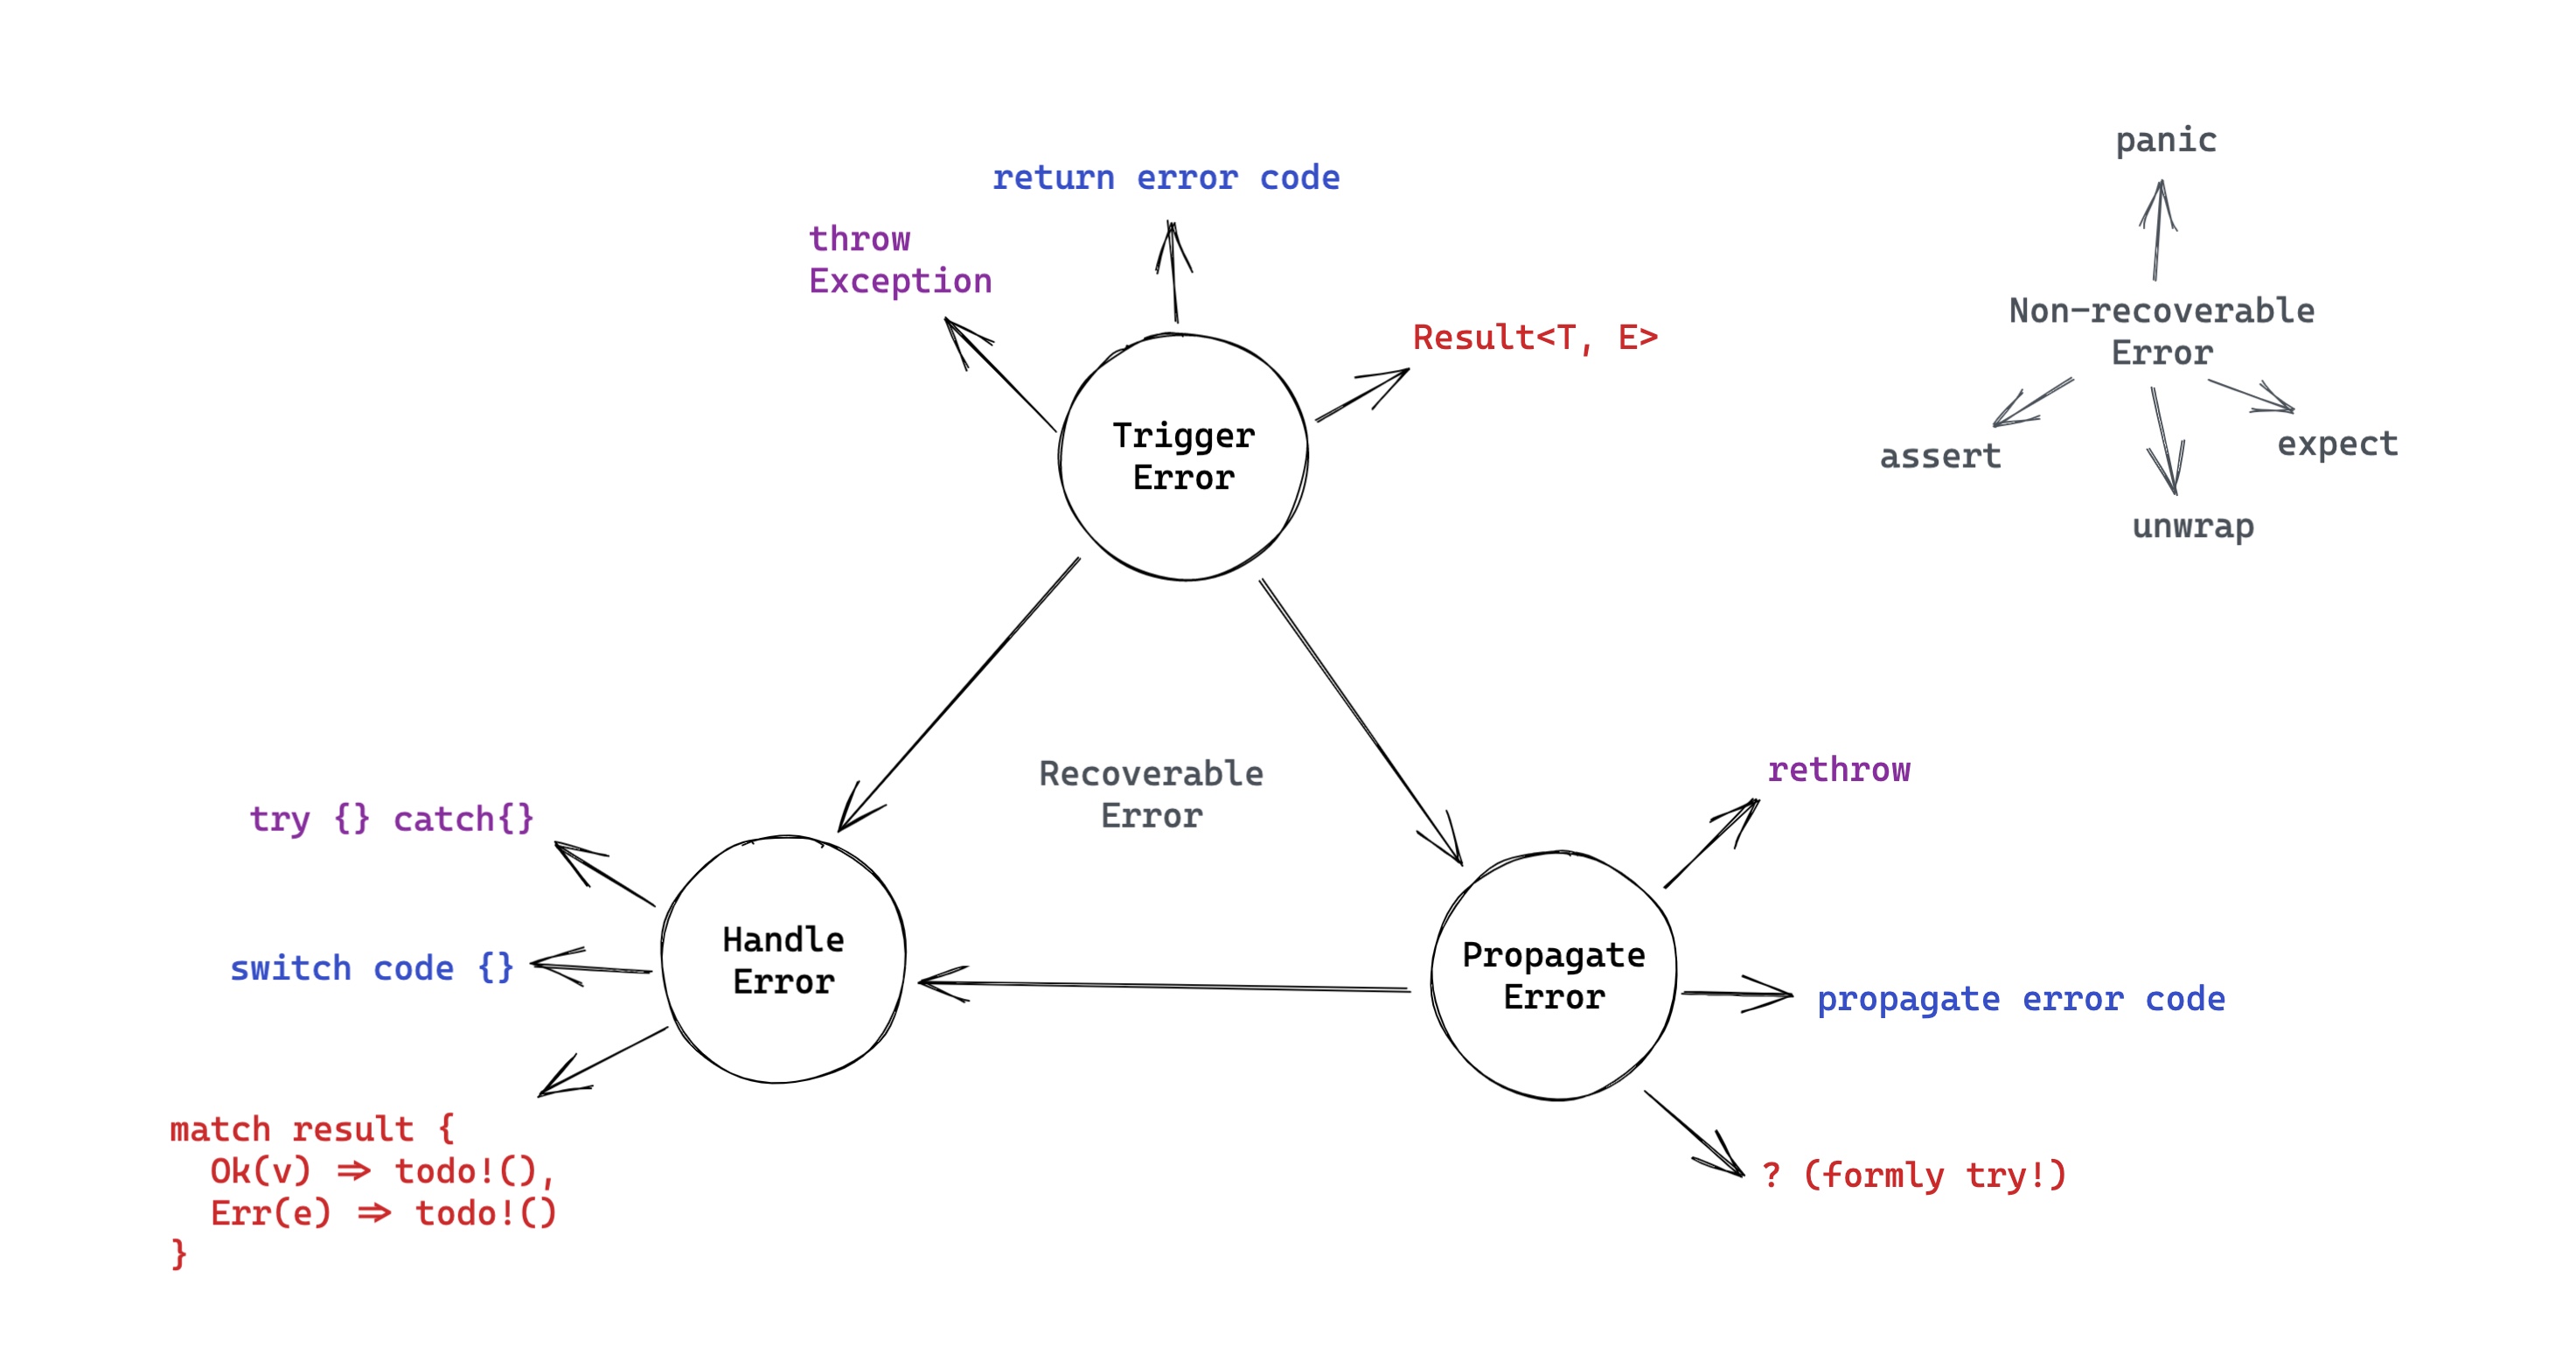 return error code
throw
Exception
Result<T, E>
Trigger
Error
panic
Non-recoverable
Error
assert
expect
unwrap
Recoverable
Error
try {} catch{}
switch code {}
match result {
  Ok(v) => todo!(),
  Err(e) => todo!()
}
Handle
Error
Propagate
Error
rethrow
propagate error code
? (formly try!)